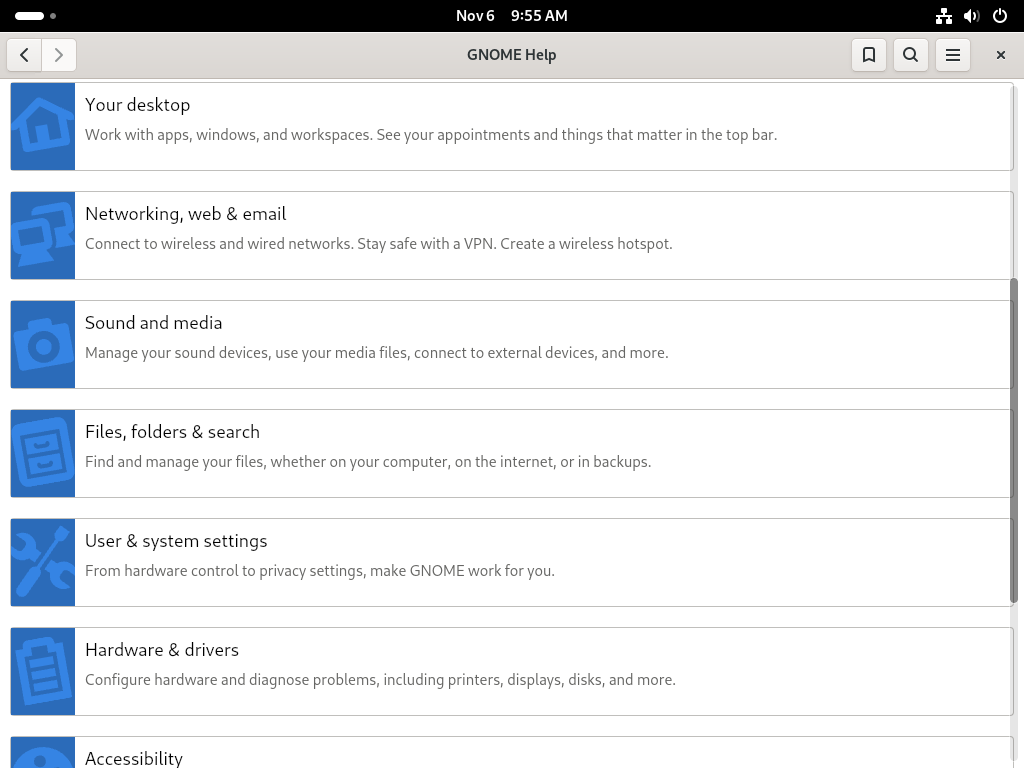 Nov 6 9:55 AM
GNOME Help
Your desktop
Work with apps, windows, and workspaces. See your appointments and things that matter in the top bar.
Networking, web & email
Connect to wireless and wired networks. Stay safe with a VPN. Create a wireless hotspot.
Sound and media
Manage your sound devices, use your media files, connect to external devices, and more.
Files, folders & search
Find and manage your files, whether on your computer, on the internet, or in backups.
User & system settings
From hardware control to privacy settings, make GNOME work for you.
Hardware & drivers
Configure hardware and diagnose problems, including printers, displays, disks, and more.
Accessibility